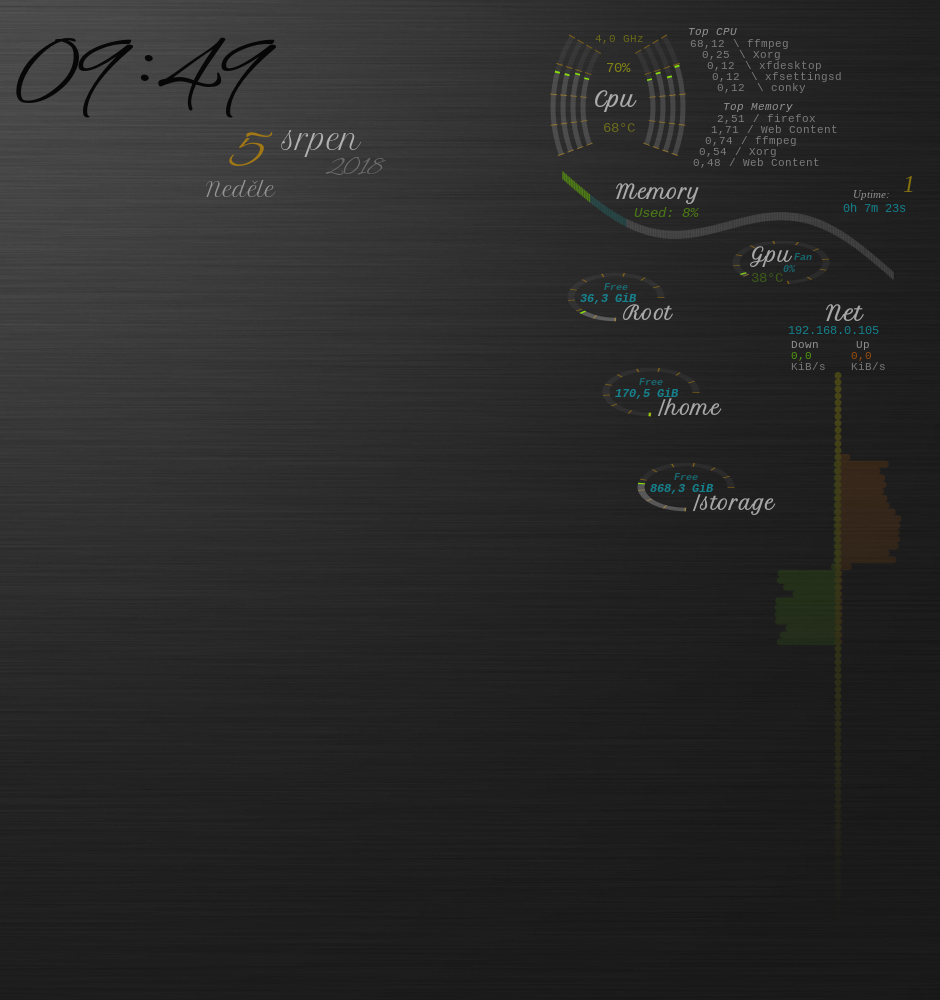 09:49
5 srpen
2018
Neděle
4,0 GHz
70%
Cpu
68°C
Top CPU
68,12 \ ffmpeg
0,25 \ Xorg
0,12 \ xfdesktop
0,12 \ xfsettingsd
0,12 \ conky
Top Memory
2,51 / firefox
1,71 / Web Content
0,74 / ffmpeg
0,54 / Xorg
0,48 / Web Content
Memory
Used: 8%
1
Uptime:
0h 7m 23s
Gpu Fan
0%
38°C
Free
36,3 GiB
Root
Net
192.168.0.105
Down Up
0,0 0,0
KiB/s KiB/s
Free
170,5 GiB
/home
Free
868,3 GiB
/storage